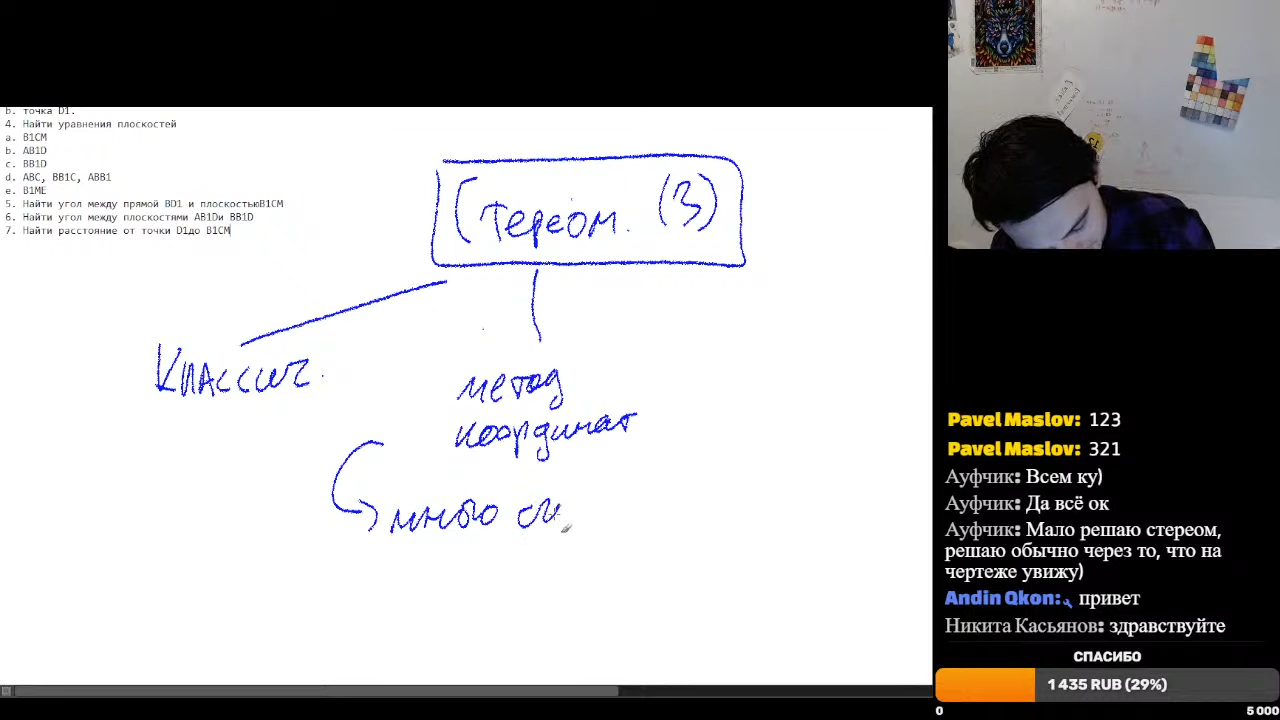 b. точка D1.
4. Найти уравнения плоскостей
a. B1CM
b. AB1D
c. BB1D
d. ABC, BB1C, ABB1
e. B1ME
5. Найти угол между прямой BD1 и плоскостьюB1CM
6. Найти угол между плоскостями AB1Dи BB1D
7. Найти расстояние от точки D1до B1CM
Стереом. (3)
Классич.
метод
координат
много
Pavel Maslov: 123
Pavel Maslov: 321
Ауфчик: Всем ку)
Ауфчик: Да всё ок
Ауфчик: Мало решаю стереом,
решаю обычно через то, что на
чертеже увижу)
Andin Qkon: привет
Никита Касьянов: здравствуйте
СПАСИБО
1 435 RUB (29%)
0 5 000